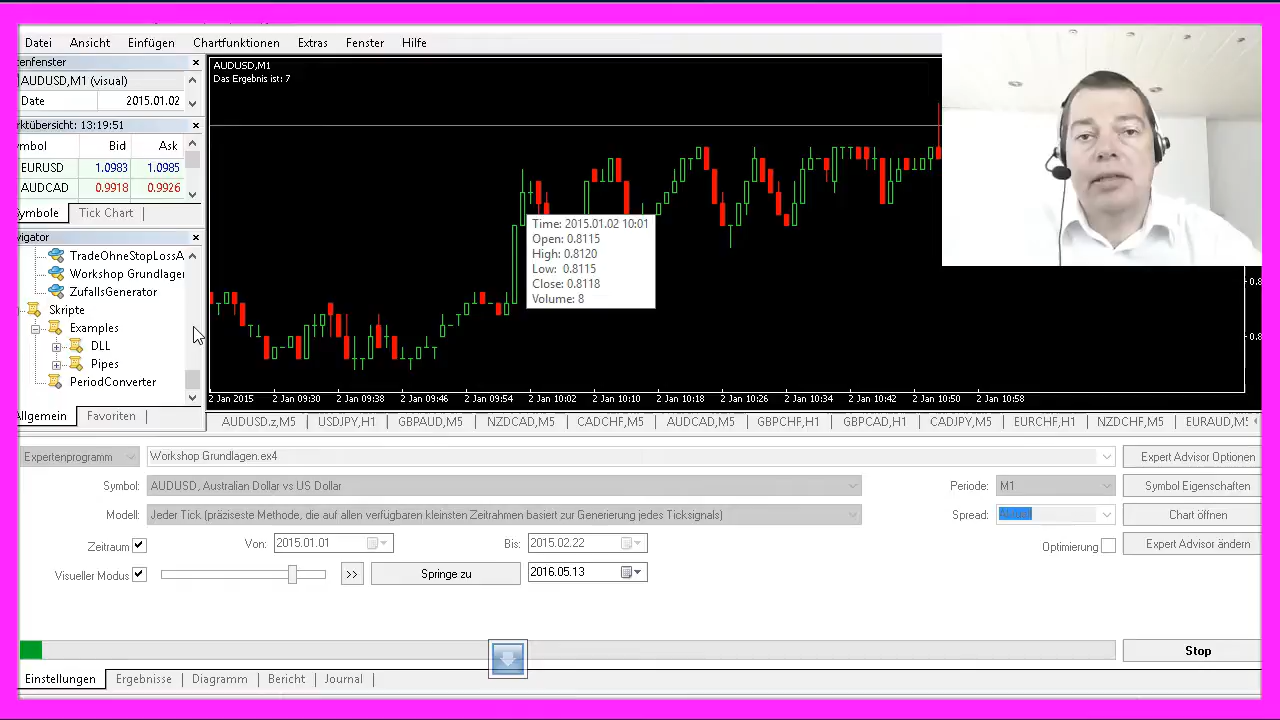 Datei Ansicht Einfügen Chartfunktionen Extras Fenster Hilfe
tenfenster
AUDUSD,M1 (visual)
Date 2015.01.02
rktübersicht: 13:19:51
ymbol Bid Ask
EURUSD 1.0983 1.0985
AUDCAD 0.9918 0.9926
ymbole Tick Chart
vigator
TradeOhneStopLossA
Workshop Grundlagen
ZufallsGenerator
Skripte
Examples
DLL
Pipes
PeriodConverter
Allgemein Favoriten
AUDUSD,M1
Das Ergebnis ist: 7
Time: 2015.01.02 10:01
Open: 0.8115
High: 0.8120
Low: 0.8115
Close: 0.8118
Volume: 8
0.8
0.8
2 Jan 2015 2 Jan 09:30 2 Jan 09:38 2 Jan 09:46 2 Jan 09:54 2 Jan 10:02 2 Jan 10:10 2 Jan 10:18 2 Jan 10:26 2 Jan 10:34 2 Jan 10:42 2 Jan 10:50 2 Jan 10:58
AUDUSD.z,M5 USDJPY,H1 GBPAUD,M5 NZDCAD,M5 CADCHF,M5 AUDCAD,M5 GBPCHF,H1 GBPCAD,H1 CADJPY,M5 EURCHF,H1 NZDCHF,M5 EURAUD,M5
Expertenprogramm Workshop Grundlagen.ex4 Expert Advisor Optionen
Symbol: AUDUSD, Australian Dollar vs US Dollar Periode: M1 Symbol Eigenschaften
Modell: Jeder Tick (präziseste Methode, die auf allen verfügbaren kleinsten Zeitrahmen basiert zur Generierung jedes Ticksignals) Spread: Aktuell Chart öffnen
Zeitraum Von: 2015.01.01 Bis: 2015.02.22 Optimierung Expert Advisor ändern
Visueller Modus >> Springe zu 2016.05.13
Stop
Einstellungen Ergebnisse Diagramm Bericht Journal